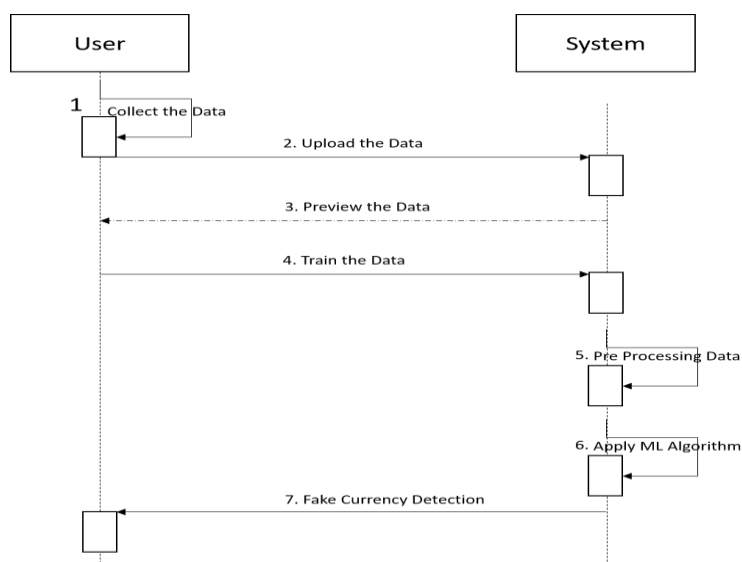 User
System
1 Collect the Data
2. Upload the Data
3. Preview the Data
4. Train the Data
5. Pre Processing Data
6. Apply ML Algorithm
7. Fake Currency Detection